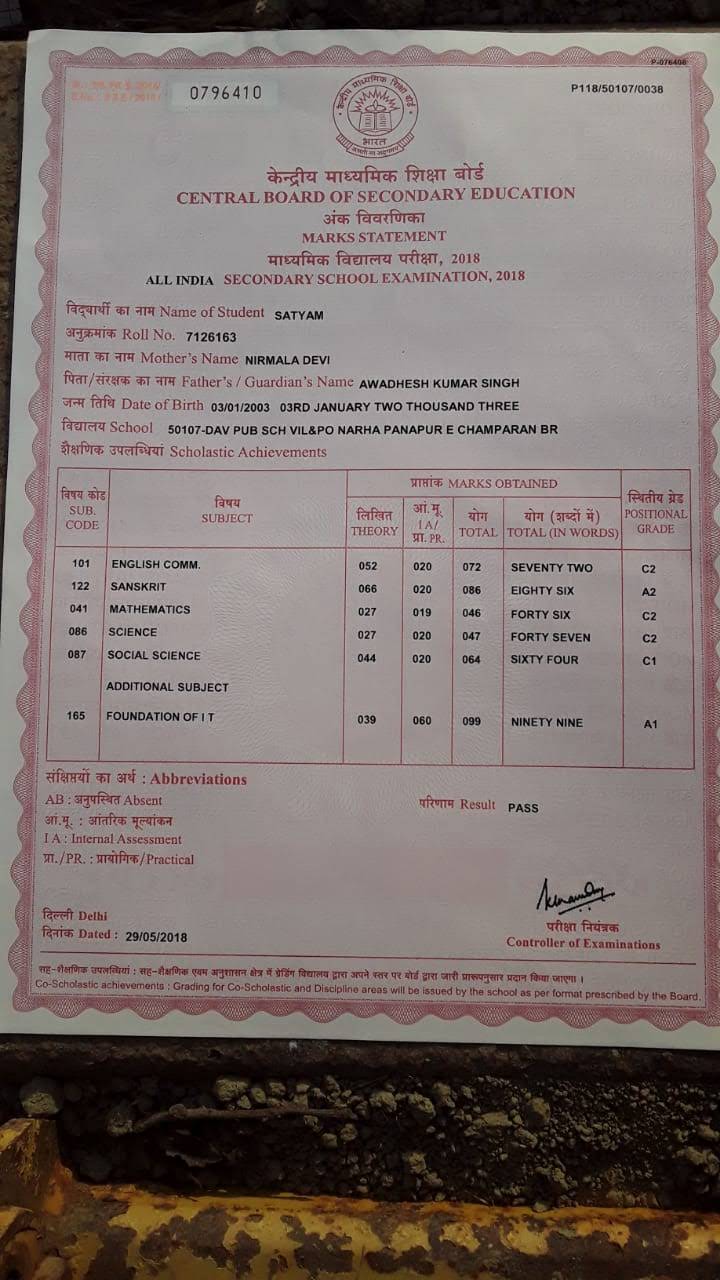 P-076406
0796410
P118/50107/0038
केन्द्रीय माध्यमिक शिक्षा बोर्ड
भारत
केन्द्रीय माध्यमिक शिक्षा बोर्ड
CENTRAL BOARD OF SECONDARY EDUCATION
अंक विवरणिका
MARKS STATEMENT
माध्यमिक विद्यालय परीक्षा, 2018
ALL INDIA SECONDARY SCHOOL EXAMINATION, 2018
विद्यार्थी का नाम Name of Student SATYAM
अनुक्रमांक Roll No. 7126163
माता का नाम Mother's Name NIRMALA DEVI
पिता/संरक्षक का नाम Father's / Guardian's Name AWADHESH KUMAR SINGH
जन्म तिथि Date of Birth 03/01/2003 03RD JANUARY TWO THOUSAND THREE
विद्यालय School 50107-DAV PUB SCH VIL&PO NARHA PANAPUR E CHAMPARAN BR
शैक्षणिक उपलब्धियां Scholastic Achievements
विषय कोड SUB. CODE विषय SUBJECT प्राप्तांक MARKS OBTAINED स्थितीय ग्रेड POSITIONAL GRADE
लिखित THEORY आं.मू. I A/ प्रा. PR. योग TOTAL योग (शब्दों में) TOTAL (IN WORDS)
101 ENGLISH COMM. 052 020 072 SEVENTY TWO C2
122 SANSKRIT 066 020 086 EIGHTY SIX A2
041 MATHEMATICS 027 019 046 FORTY SIX C2
086 SCIENCE 027 020 047 FORTY SEVEN C2
087 SOCIAL SCIENCE 044 020 064 SIXTY FOUR C1
ADDITIONAL SUBJECT
165 FOUNDATION OF I T 039 060 099 NINETY NINE A1
संक्षिप्तियों का अर्थ : Abbreviations
AB : अनुपस्थित Absent
परिणाम Result PASS
आं.मू. : आंतरिक मूल्यांकन
I A : Internal Assessment
प्रा./PR. : प्रायोगिक/Practical
दिल्ली Delhi
दिनांक Dated : 29/05/2018
परीक्षा नियंत्रक
Controller of Examinations
सह-शैक्षणिक उपलब्धियां : सह-शैक्षणिक एवम अनुशासन क्षेत्र में ग्रेडिंग विद्यालय द्वारा अपने स्तर पर बोर्ड द्वारा जारी प्रारूपनुसार प्रदान किया जाएगा ।
Co-Scholastic achievements : Grading for Co-Scholastic and Discipline areas will be issued by the school as per format prescribed by the Board.